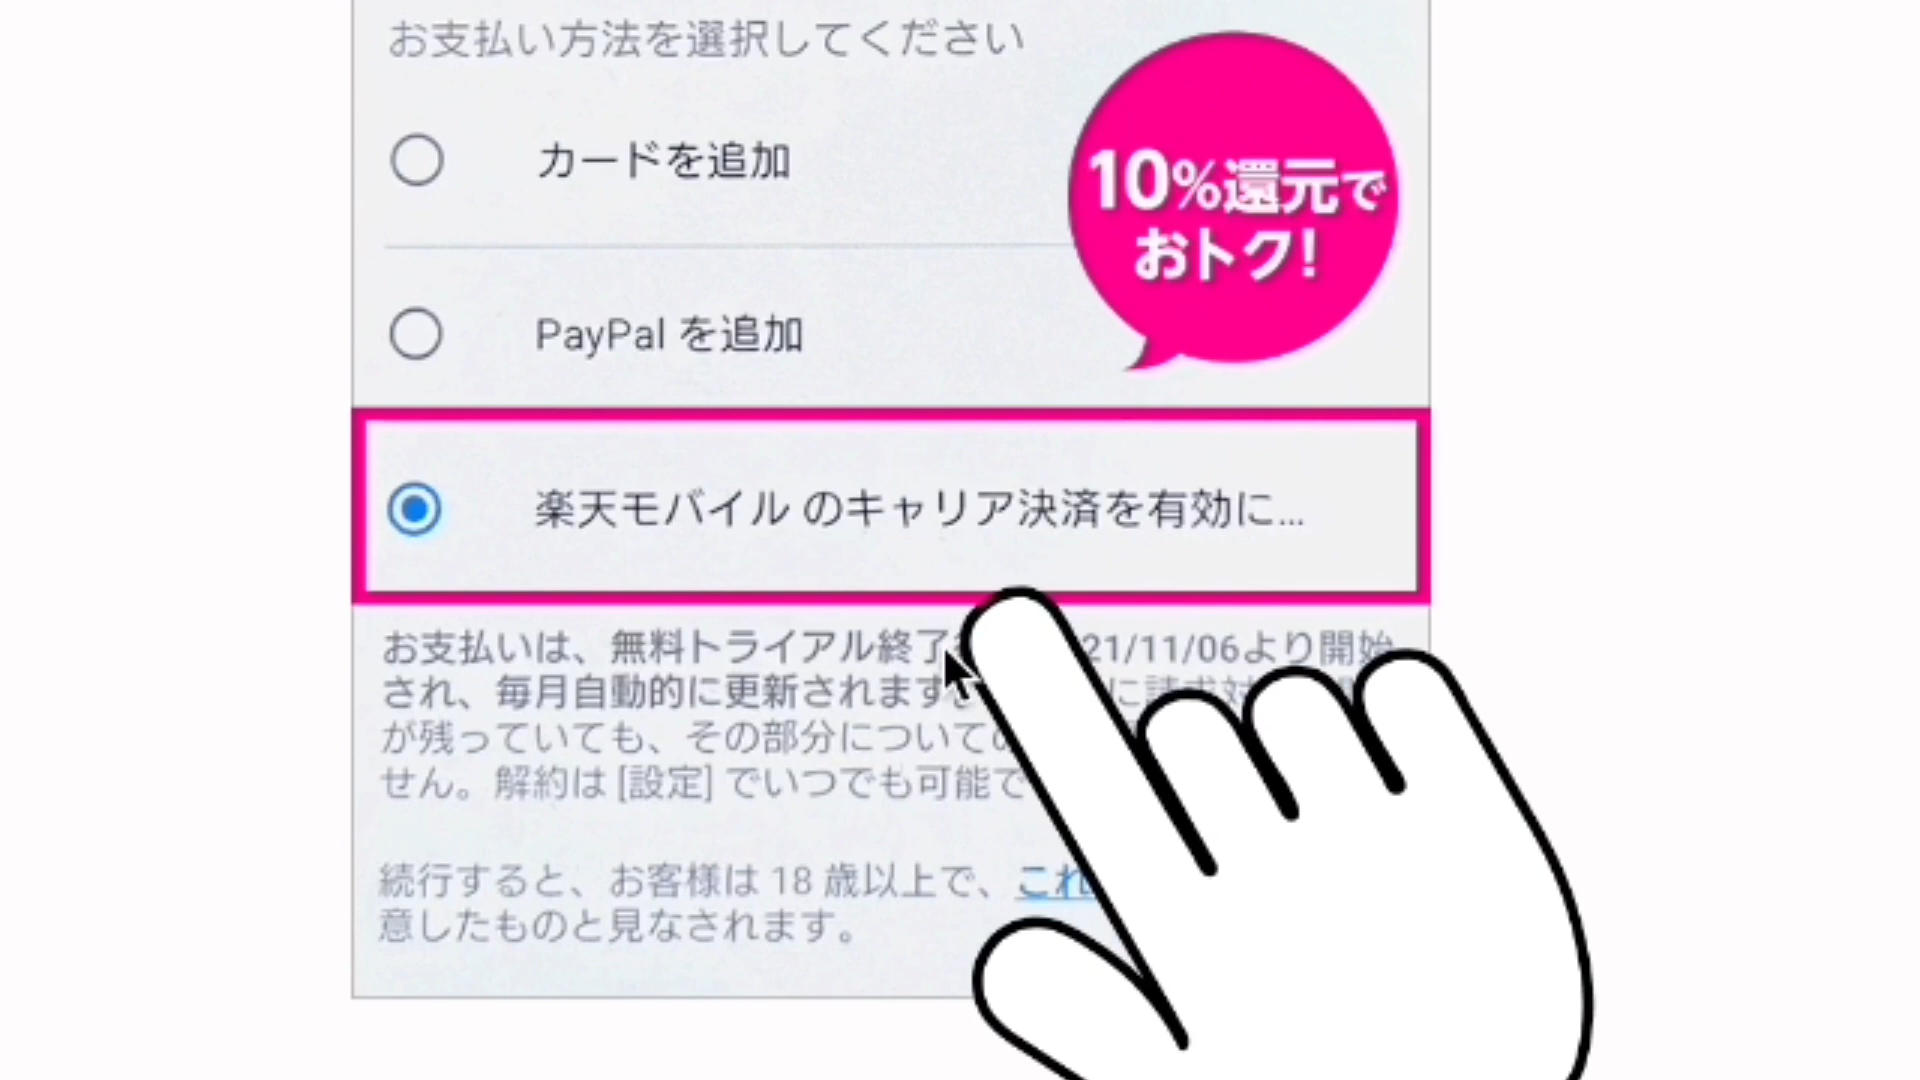 お支払い方法を選択してください
カードを追加
10%還元で
おトク!
PayPal を追加
楽天モバイル のキャリア決済を有効に...
お支払いは、無料トライアル終了 21/11/06より開始
され、毎月自動的に更新されます に請求対
が残っていても、その部分についての
せん。解約は [設定] でいつでも可能で
続行すると、お客様は 18 歳以上で、これ
意したものと見なされます。